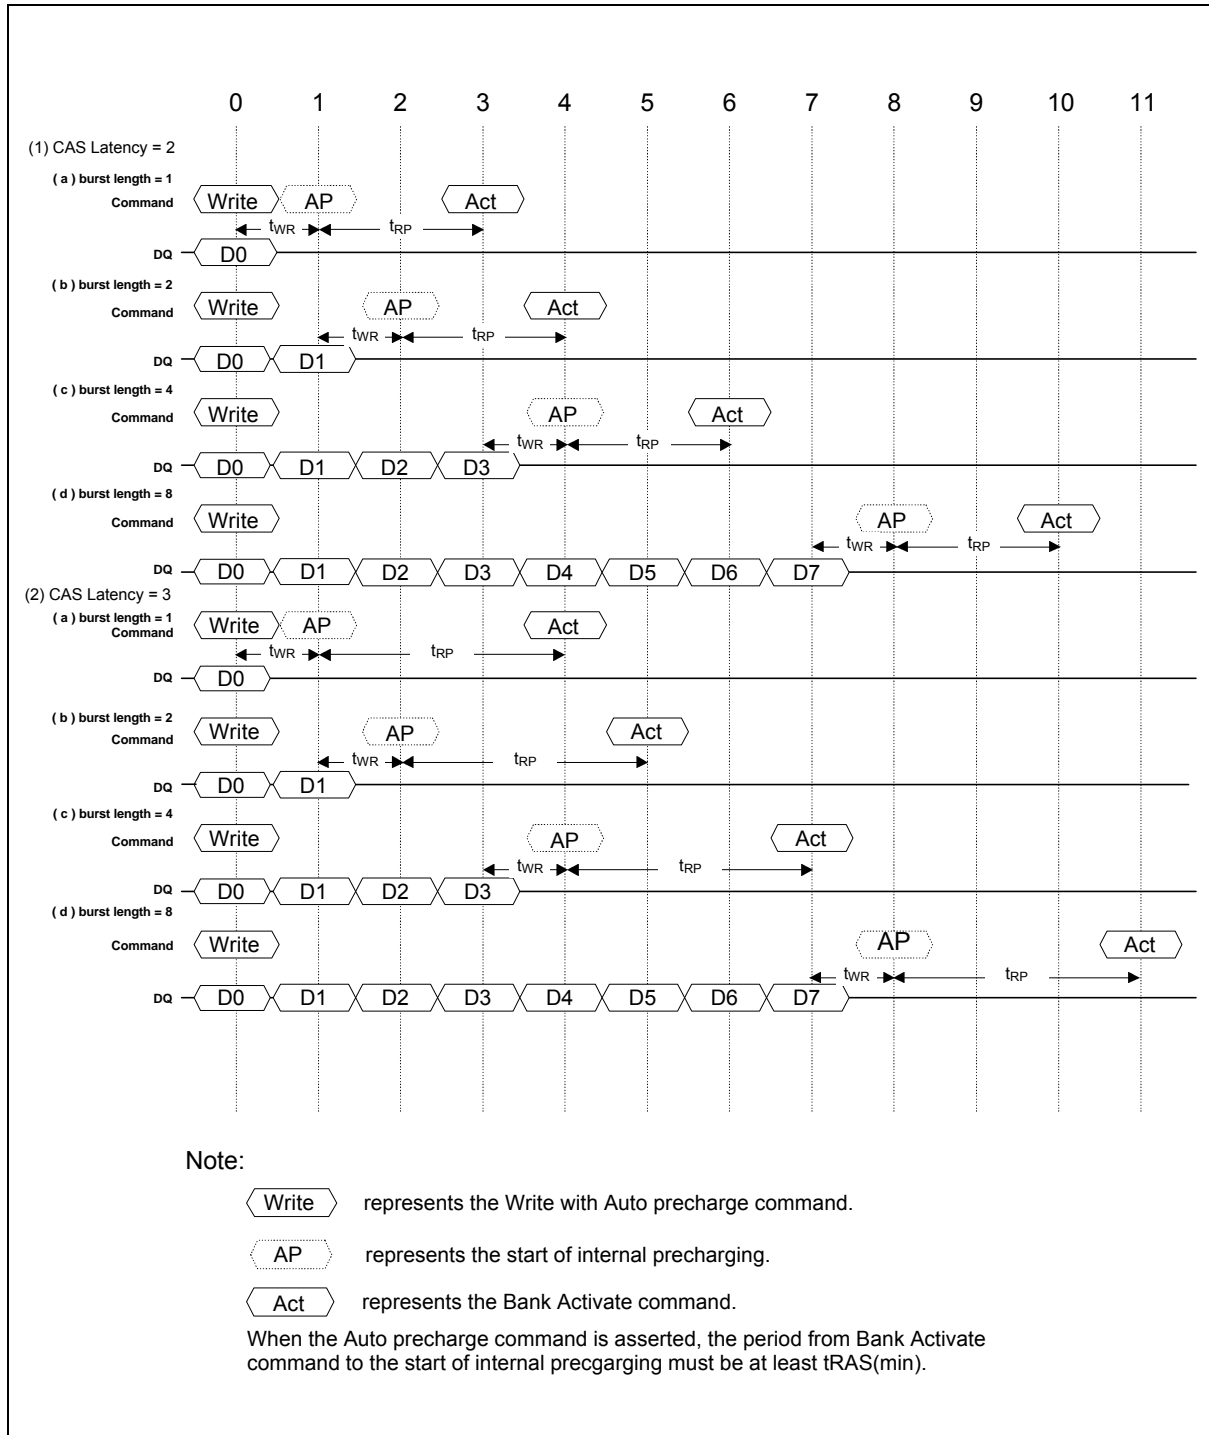 0 1 2 3 4 5 6 7 8 9 10 11
(1) CAS Latency = 2
( a ) burst length = 1
Command Write AP Act
tWR tRP
DQ D0
( b ) burst length = 2
Command Write AP Act
tWR tRP
DQ D0 D1
( c ) burst length = 4
Command Write AP Act
tWR tRP
DQ D0 D1 D2 D3
( d ) burst length = 8
Command Write AP Act
tWR tRP
DQ D0 D1 D2 D3 D4 D5 D6 D7
(2) CAS Latency = 3
( a ) burst length = 1
Command Write AP Act
tWR tRP
DQ D0
( b ) burst length = 2
Command Write AP Act
tWR tRP
DQ D0 D1
( c ) burst length = 4
Command Write AP Act
tWR tRP
DQ D0 D1 D2 D3
( d ) burst length = 8
Command Write AP Act
tWR tRP
DQ D0 D1 D2 D3 D4 D5 D6 D7
Note:
Write represents the Write with Auto precharge command.
AP represents the start of internal precharging.
Act represents the Bank Activate command.
When the Auto precharge command is asserted, the period from Bank Activate
command to the start of internal precgarging must be at least tRAS(min).